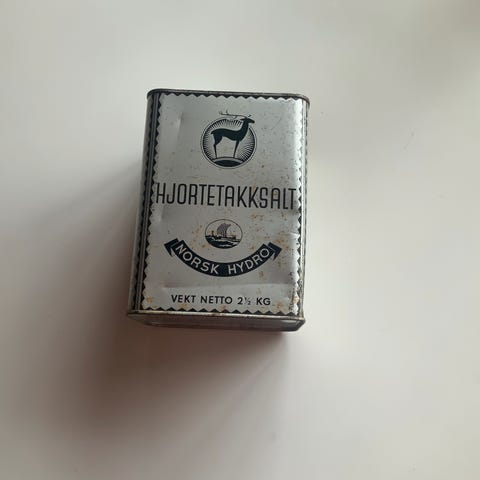 HJORTETAKKSALT
NORSK HYDRO
VEKT NETTO 2½ KG